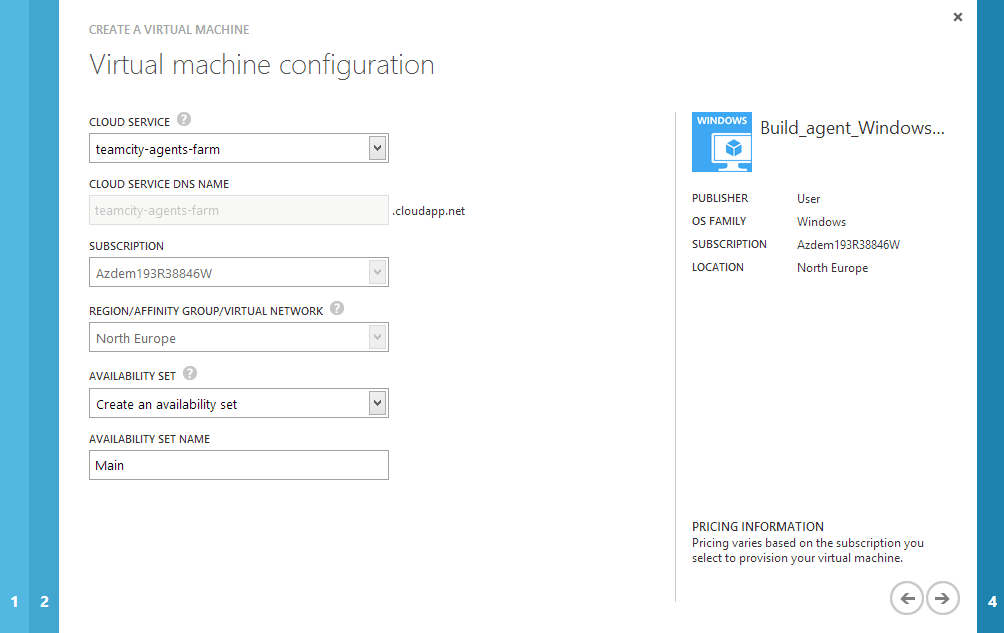 CREATE A VIRTUAL MACHINE
Virtual machine configuration
CLOUD SERVICE ?
teamcity-agents-farm
CLOUD SERVICE DNS NAME
teamcity-agents-farm .cloudapp.net
SUBSCRIPTION
Azdem193R38846W
REGION/AFFINITY GROUP/VIRTUAL NETWORK ?
North Europe
AVAILABILITY SET ?
Create an availability set
AVAILABILITY SET NAME
Main
WINDOWS
Build_agent_Windows...
PUBLISHER User
OS FAMILY Windows
SUBSCRIPTION Azdem193R38846W
LOCATION North Europe
PRICING INFORMATION
Pricing varies based on the subscription you
select to provision your virtual machine.
1 2 4